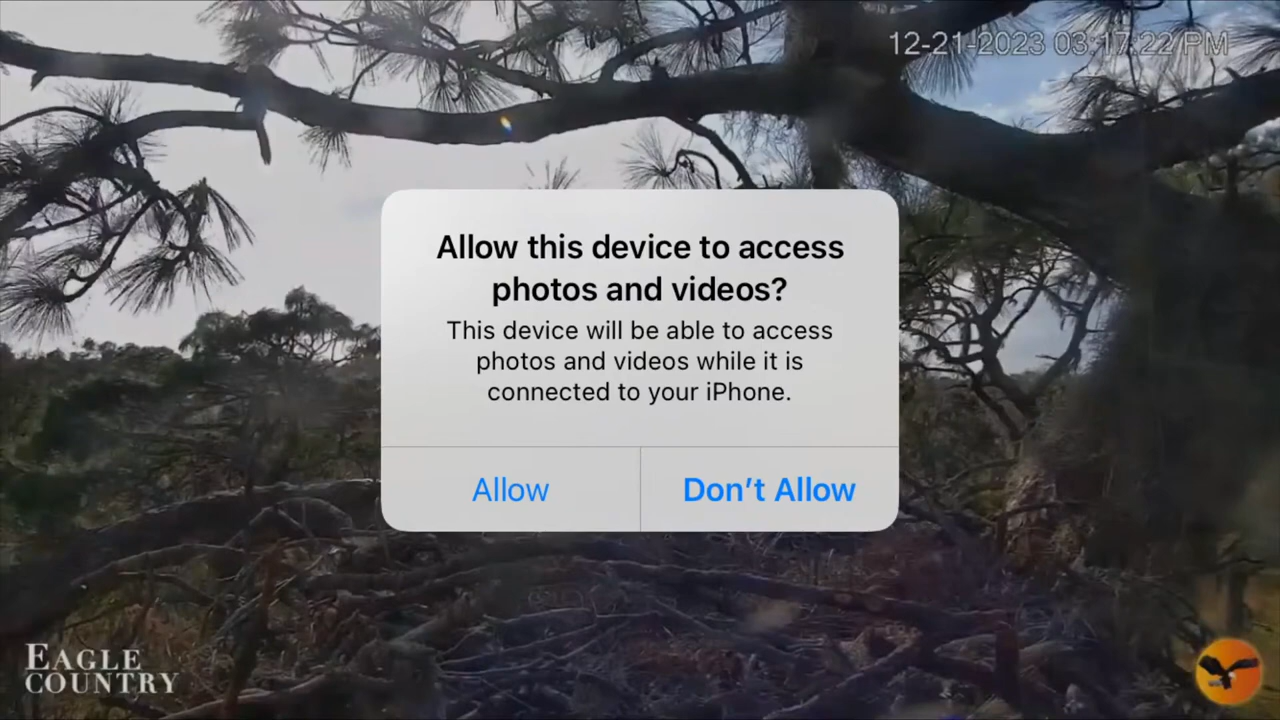 12-21-2023 03:17:22 PM
Allow this device to access
photos and videos?
This device will be able to access
photos and videos while it is
connected to your iPhone.
Allow
Don’t Allow
EAGLE
COUNTRY